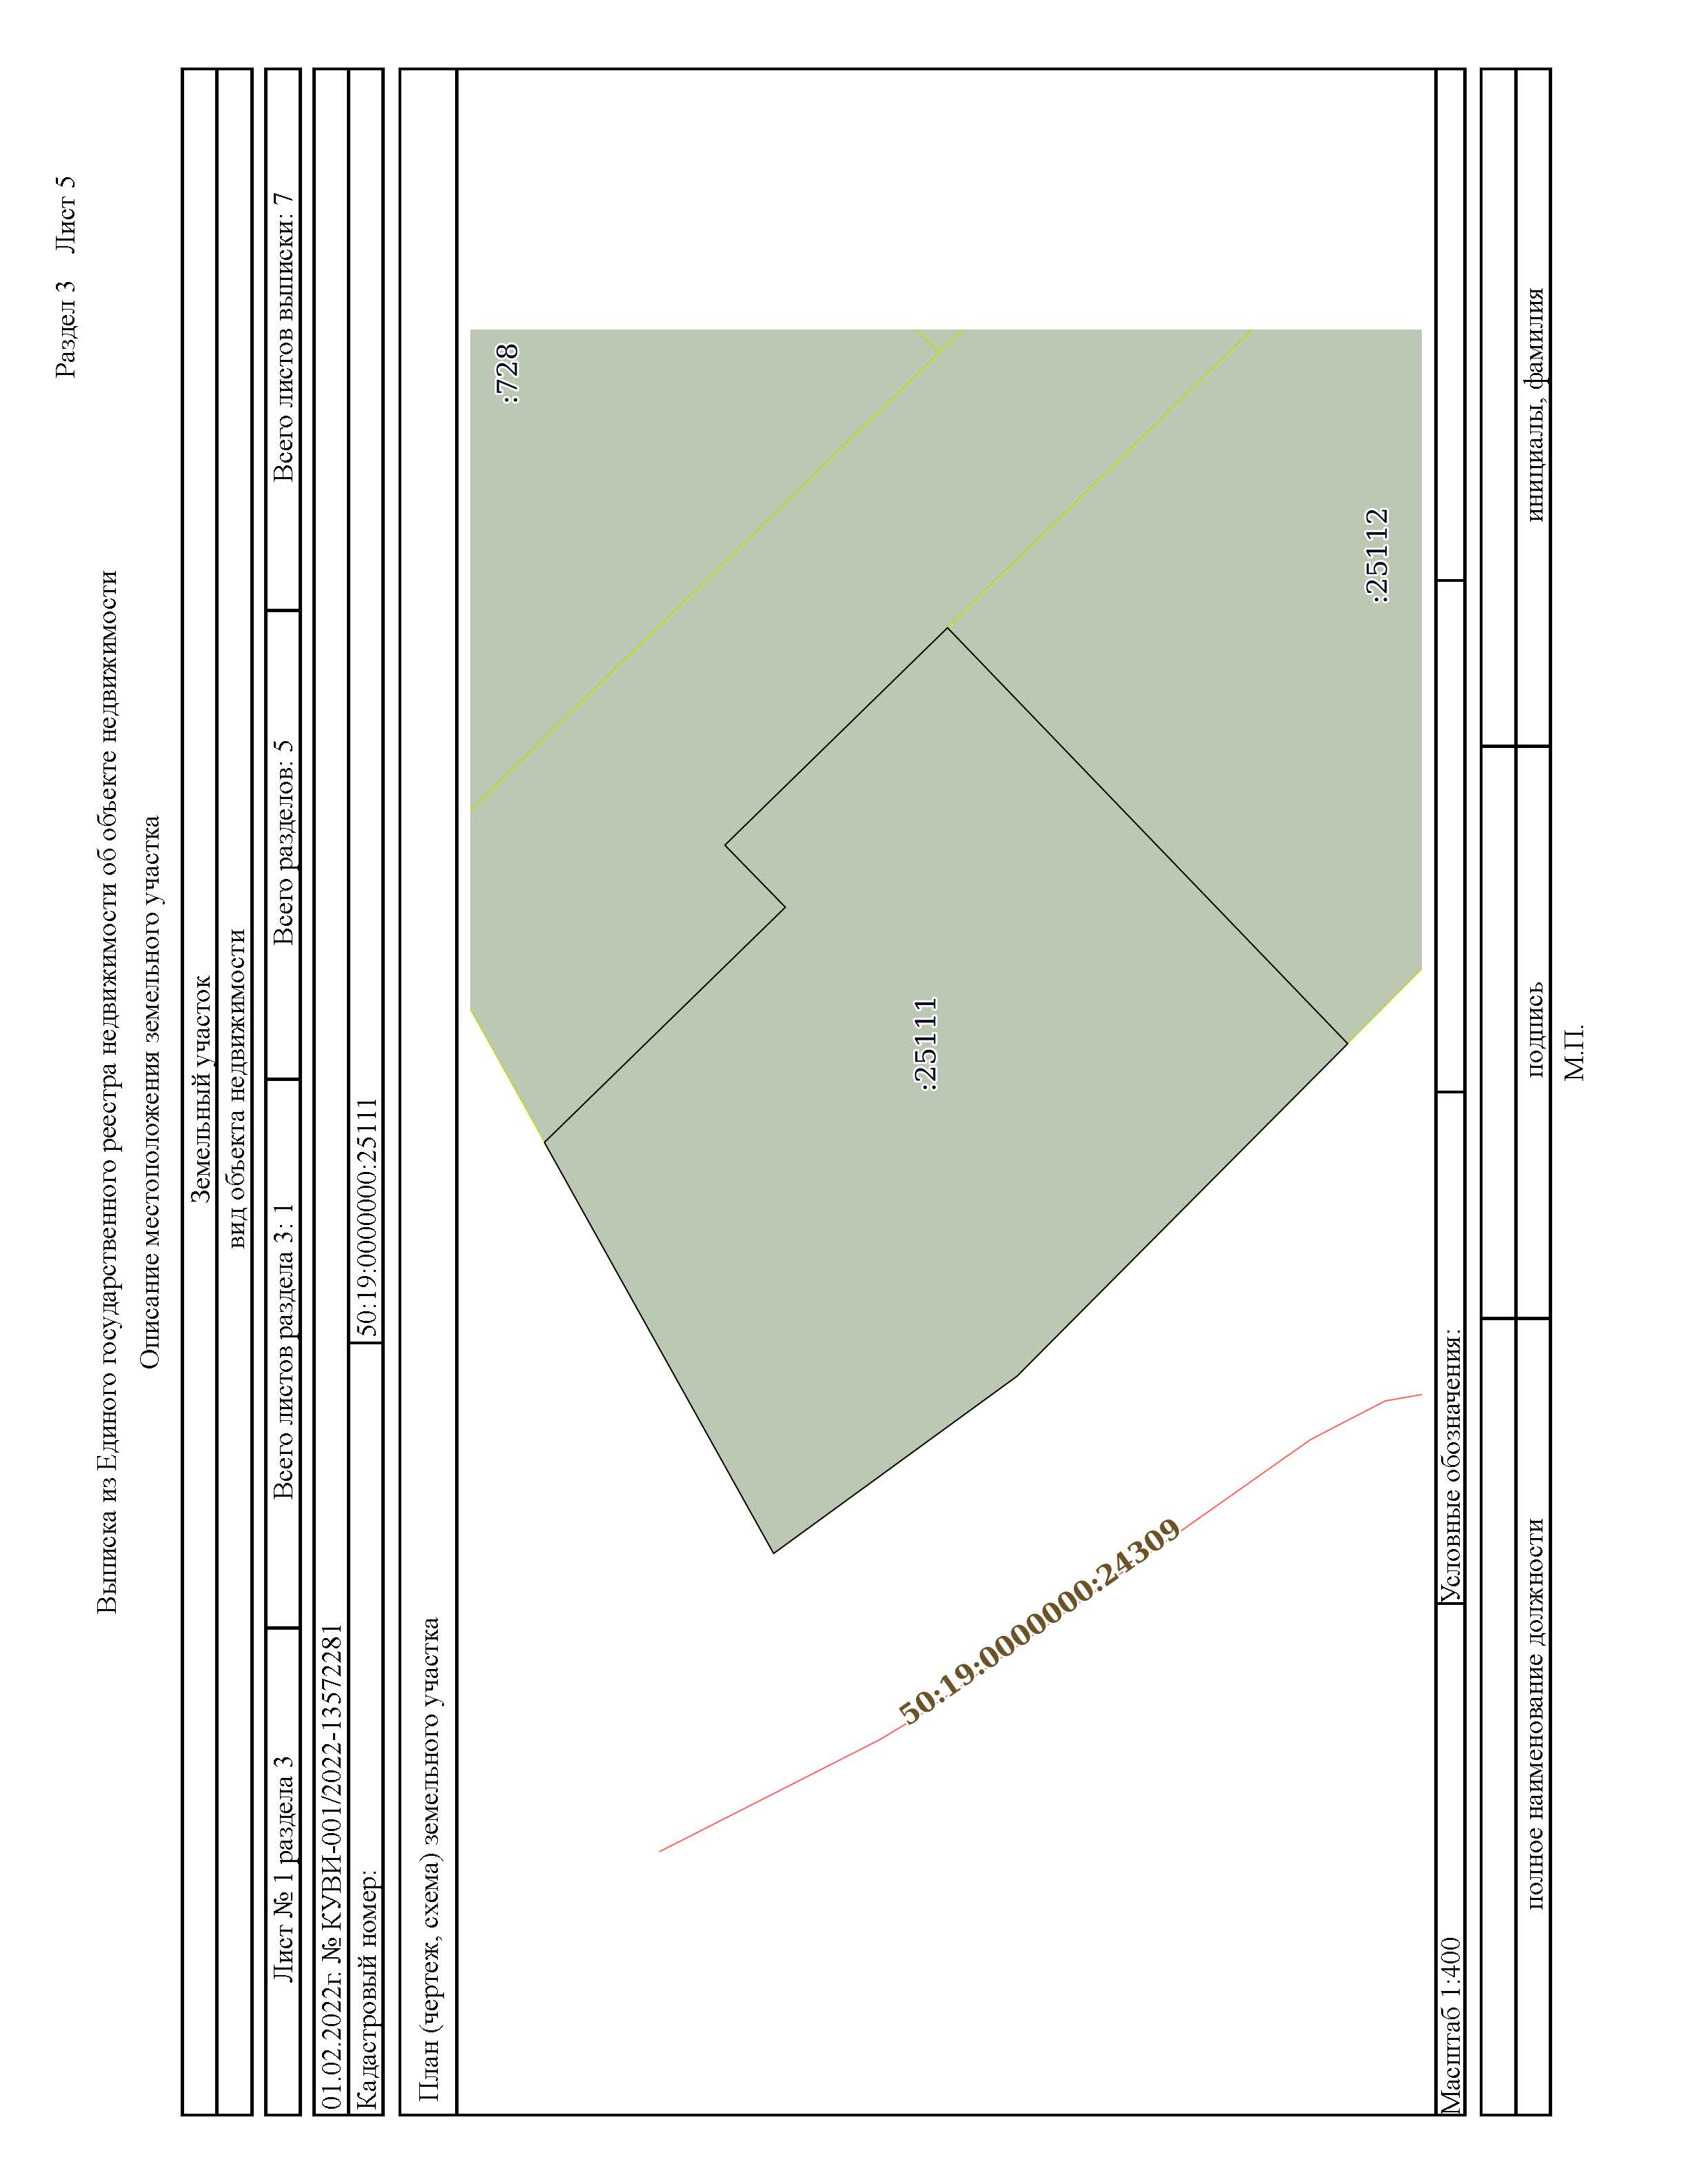 Раздел 3 Лист 5
Выписка из Единого государственного реестра недвижимости об объекте недвижимости
Описание местоположения земельного участка
Земельный участок
вид объекта недвижимости
Лист № 1 раздела 3 Всего листов раздела 3: 1 Всего разделов: 5 Всего листов выписки: 7
01.02.2022г. № КУВИ-001/2022-13572281
Кадастровый номер: 50:19:0000000:25111
План (чертеж, схема) земельного участка
:728
:25111
50:19:0000000:24309
:25112
Масштаб 1:400 Условные обозначения:
полное наименование должности подпись инициалы, фамилия
М.П.